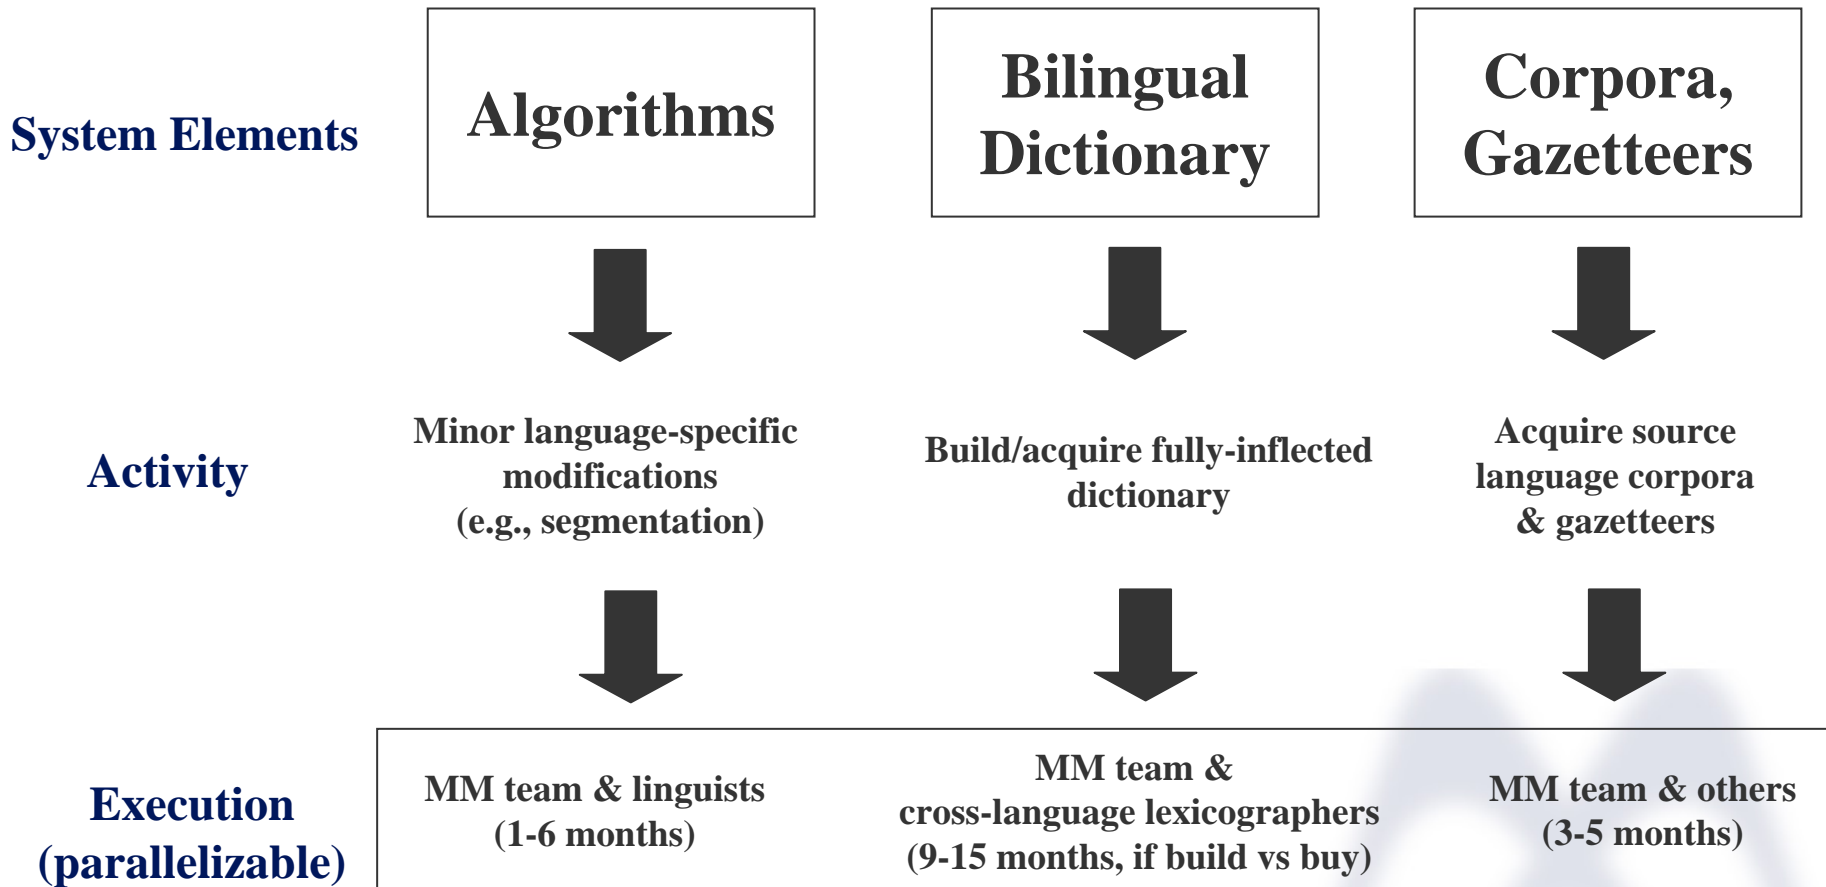 System Elements
Algorithms
Bilingual
Dictionary
Corpora,
Gazetteers
Activity
Minor language-specific
modifications
(e.g., segmentation)
Build/acquire fully-inflected
dictionary
Acquire source
language corpora
& gazetteers
Execution
(parallelizable)
MM team & linguists
(1-6 months)
MM team &
cross-language lexicographers
(9-15 months, if build vs buy)
MM team & others
(3-5 months)